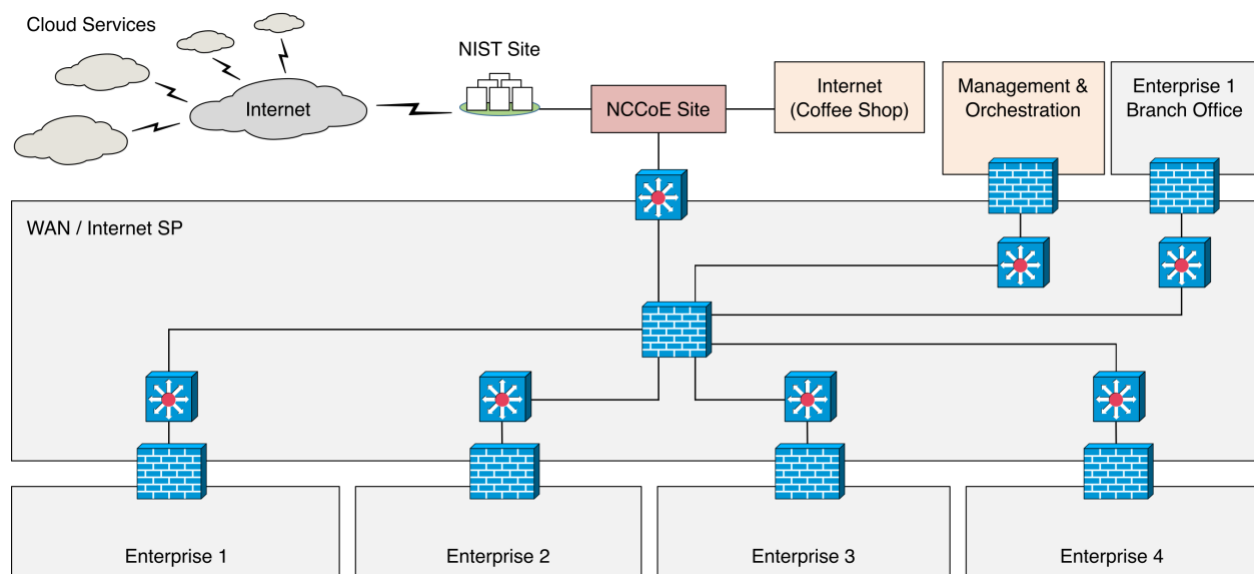 Cloud Services
NIST Site
Internet
NCCoE Site
Internet
(Coffee Shop)
Management &
Orchestration
Enterprise 1
Branch Office
WAN / Internet SP
Enterprise 1
Enterprise 2
Enterprise 3
Enterprise 4